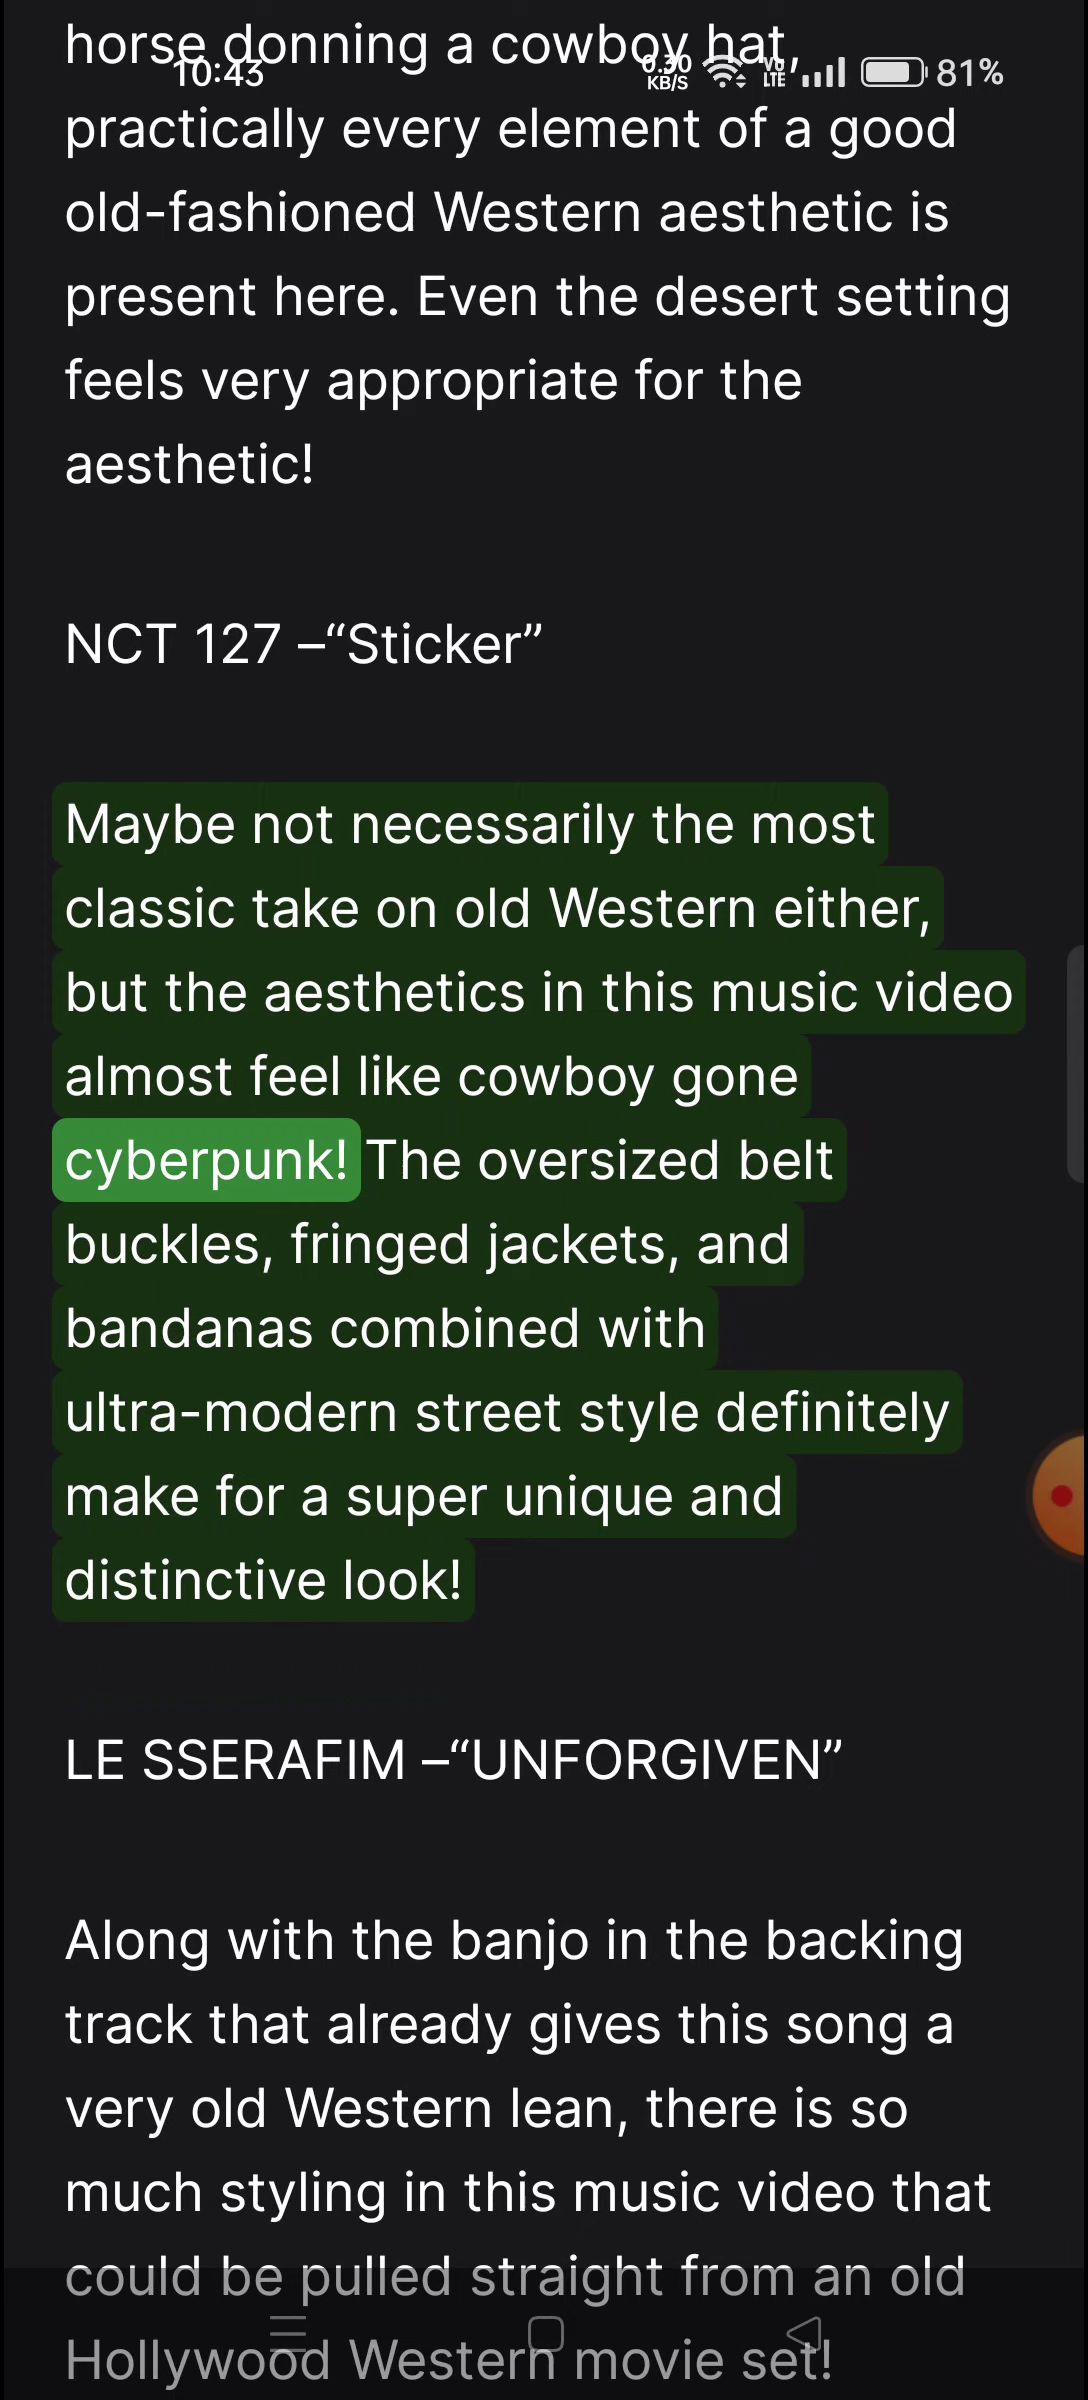 horse donning a cowboy hat,
10:43
0.30
KB/S
VO
LTE
81%
practically every element of a good
old-fashioned Western aesthetic is
present here. Even the desert setting
feels very appropriate for the
aesthetic!
NCT 127 –“Sticker”
Maybe not necessarily the most
classic take on old Western either,
but the aesthetics in this music video
almost feel like cowboy gone
cyberpunk! The oversized belt
buckles, fringed jackets, and
bandanas combined with
ultra-modern street style definitely
make for a super unique and
distinctive look!
LE SSERAFIM –“UNFORGIVEN”
Along with the banjo in the backing
track that already gives this song a
very old Western lean, there is so
much styling in this music video that
could be pulled straight from an old
Hollywood Western movie set!